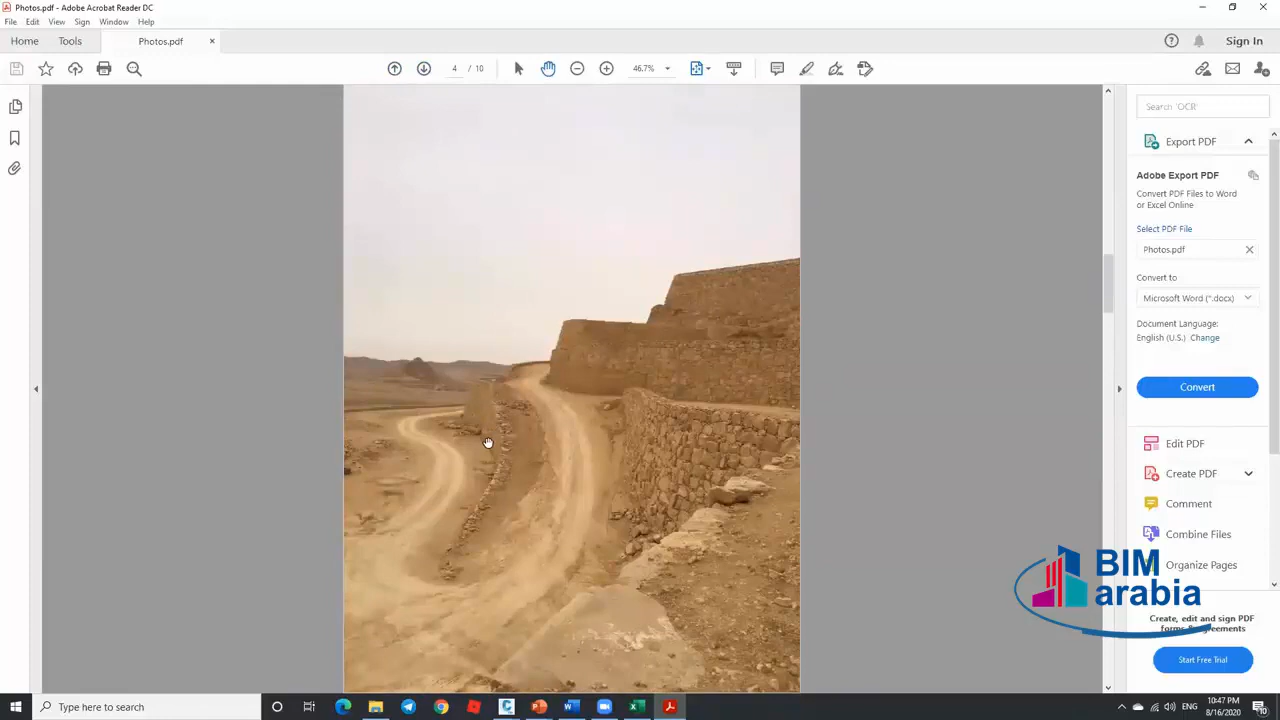 Photos.pdf - Adobe Acrobat Reader DC
File Edit View Sign Window Help
Home Tools Photos.pdf × Sign In
4 / 10 46.7%
Search 'OCR'
Export PDF
Adobe Export PDF
Convert PDF Files to Word
or Excel Online
Select PDF File
Photos.pdf
Convert to
Microsoft Word (*.docx)
Document Language:
English (U.S.) Change
Convert
Edit PDF
Create PDF
Comment
Combine Files
Organize Pages
BIM
arabia
Create, edit and sign PDF
forms & agreements
Start Free Trial
Type here to search
10:47 PM
8/16/2020
10